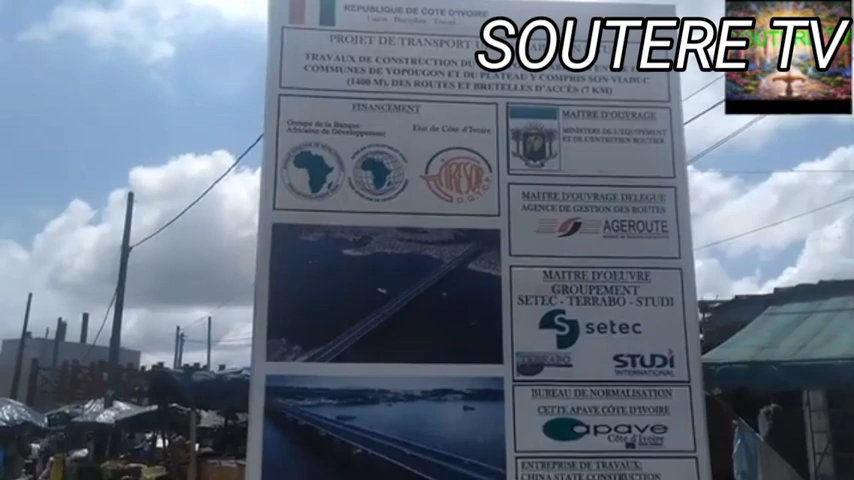 SOUTERE TV
REPUBLIQUE DE COTE D'IVOIRE
PROJET DE TRANSPORT
TRAVAUX DE CONSTRUCTION DU
COMMUNES DE YOPOUGON ET DU PLATEAU Y COMPRIS SON VIADUC
(1400 M), DES ROUTES ET BRETELLES D'ACCÈS (7 KM)
FINANCEMENT
Groupe de la Banque
Africaine de Développement
Etat de Côte d'Ivoire
TRESOR
D.G.T.C.P
MAITRE D'OUVRAGE
MINISTERE DE L'EQUIPEMENT
ET DE L'ENTRETIEN ROUTIER
MAITRE D'OUVRAGE DELEGUE
AGENCE DE GESTION DES ROUTES
AGEROUTE
MAITRE D'OEUVRE
GROUPEMENT
SETEC - TERRABO - STUDI
setec
TERRABO
STUDI
INTERNATIONAL
BUREAU DE NORMALISATION
CETTE APAVE CÔTE D'IVOIRE
apave
Côte d'Ivoire
ENTREPRISE DE TRAVAUX:
CHINA STATE CONSTRUCTION